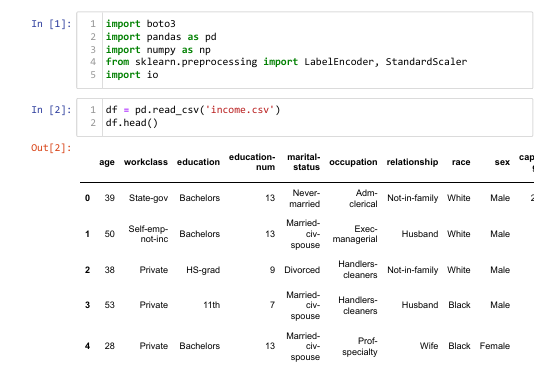 In [1]:
1 import boto3
2 import pandas as pd
3 import numpy as np
4 from sklearn.preprocessing import LabelEncoder, StandardScaler
5 import io
In [2]:
1 df = pd.read_csv('income.csv')
2 df.head()
Out[2]:
age workclass education education-num marital-status occupation relationship race sex
0 39 State-gov Bachelors 13 Never-married Adm-clerical Not-in-family White Male
1 50 Self-emp-not-inc Bachelors 13 Married-civ-spouse Exec-managerial Husband White Male
2 38 Private HS-grad 9 Divorced Handlers-cleaners Not-in-family White Male
3 53 Private 11th 7 Married-civ-spouse Handlers-cleaners Husband Black Male
4 28 Private Bachelors 13 Married-civ-spouse Prof-specialty Wife Black Female